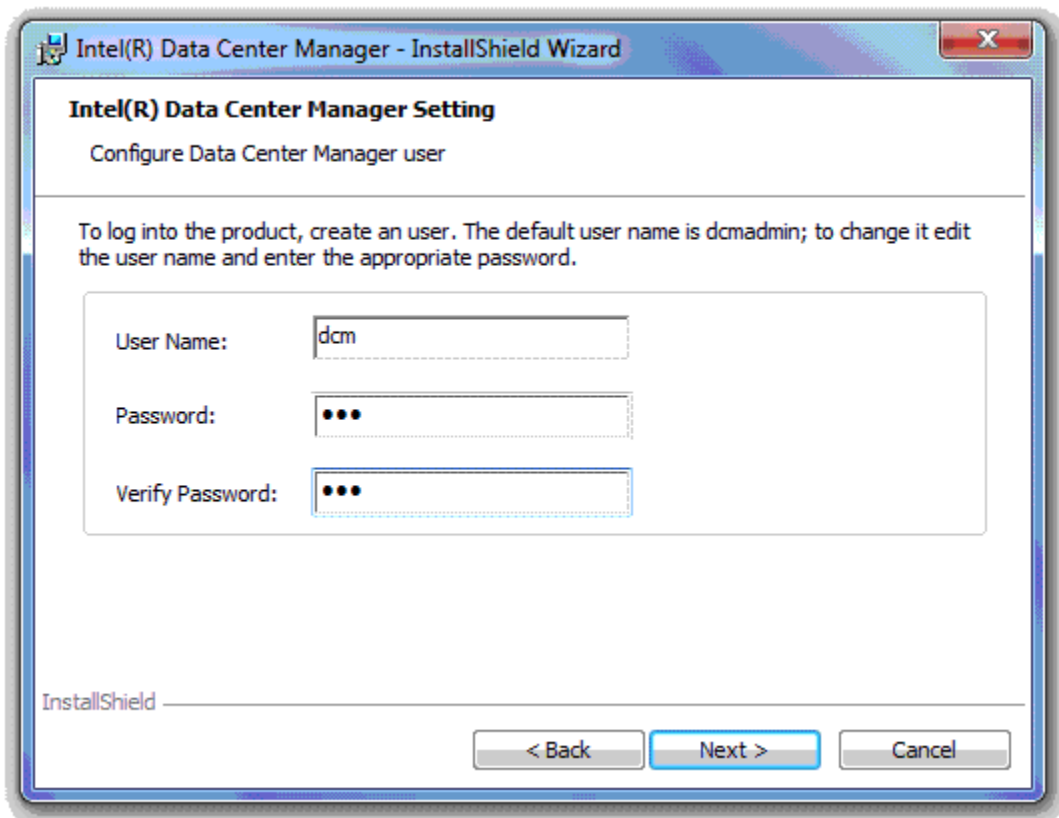 Intel(R) Data Center Manager - InstallShield Wizard
Intel(R) Data Center Manager Setting
Configure Data Center Manager user
To log into the product, create an user. The default user name is dcmadmin; to change it edit
the user name and enter the appropriate password.
User Name:
dcm
Password:
•••
Verify Password:
•••
InstallShield
< Back
Next >
Cancel